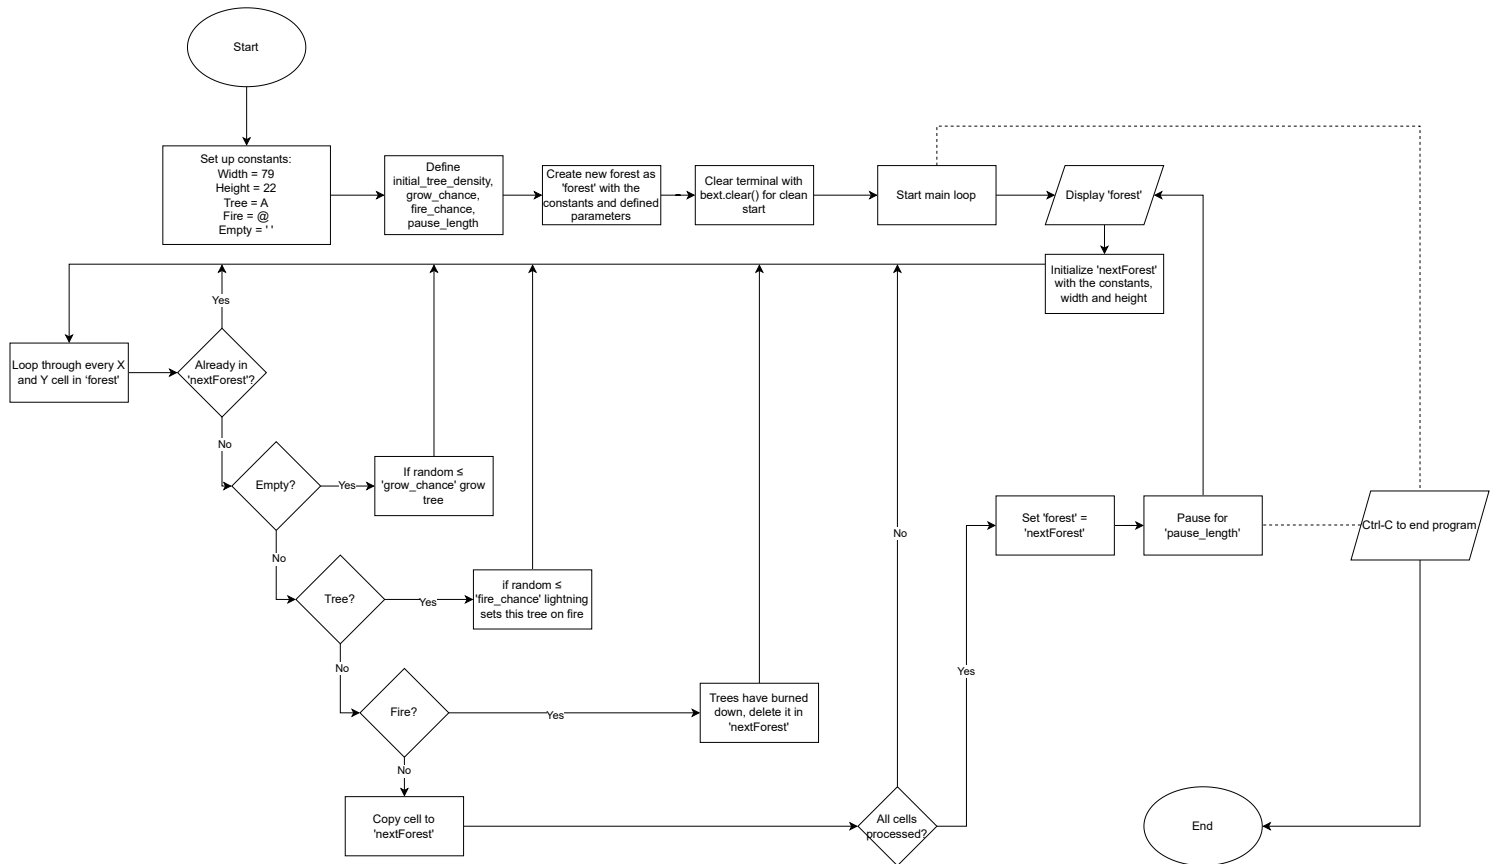 Start
Set up constants:
Width = 79
Height = 22
Tree = A
Fire = @
Empty = ' '
Define
initial_tree_density,
grow_chance,
fire_chance,
pause_length
Create new forest as
'forest' with the
constants and defined
parameters
Clear terminal with
bext.clear() for clean
start
Start main loop
Display 'forest'
Initialize 'nextForest'
with the constants,
width and height
Yes
Loop through every X
and Y cell in 'forest'
Already in
'nextForest'?
No
Empty?
Yes
If random ≤
'grow_chance' grow
tree
No
Set 'forest' =
'nextForest'
Pause for
'pause_length'
Ctrl-C to end program
No
Tree?
Yes
if random ≤
'fire_chance' lightning
sets this tree on fire
No
Yes
Fire?
Yes
Trees have burned
down, delete it in
'nextForest'
No
Copy cell to
'nextForest'
All cells
processed?
End